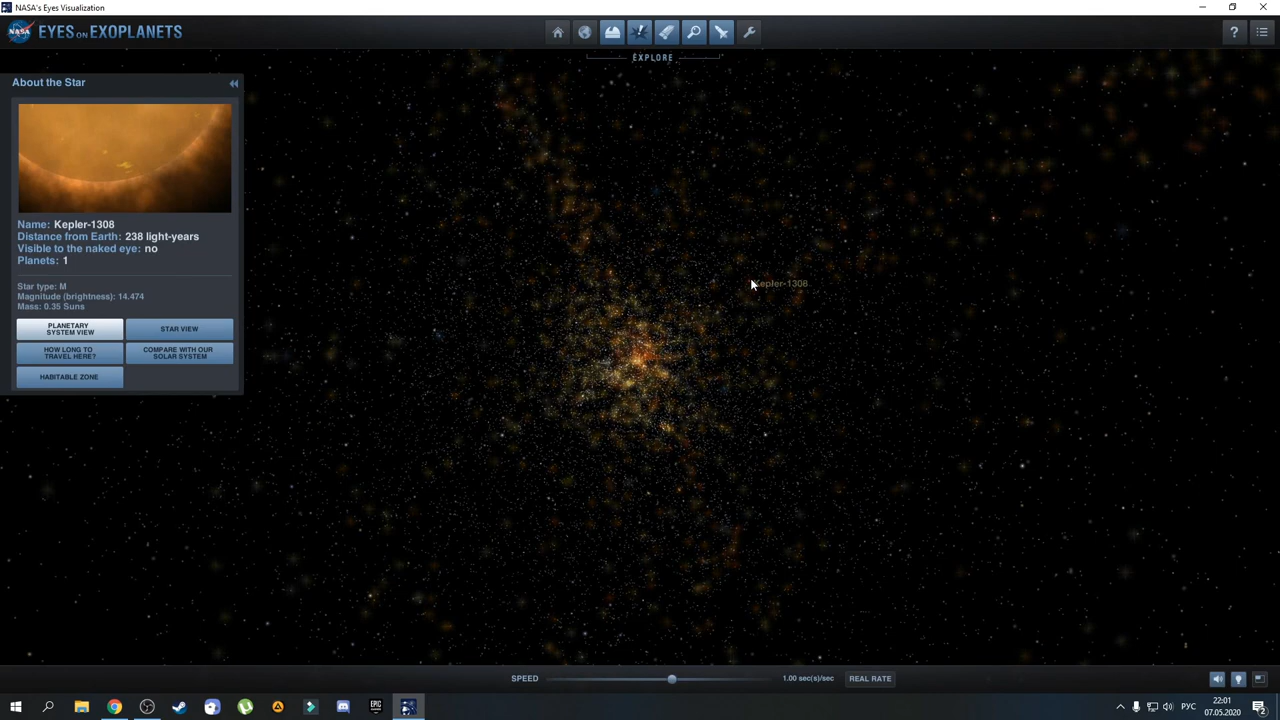 NASA's Eyes Visualization
NASA EYES ON EXOPLANETS
EXPLORE
?
About the Star
Name: Kepler-1308
Distance from Earth: 238 light-years
Visible to the naked eye: no
Planets: 1
Star type: M
Magnitude (brightness): 14.474
Mass: 0.35 Suns
PLANETARY
SYSTEM VIEW
STAR VIEW
HOW LONG TO
TRAVEL HERE?
COMPARE WITH OUR
SOLAR SYSTEM
HABITABLE ZONE
Kepler-1308
SPEED
1.00 sec(s)/sec
REAL RATE
EPIC
РУС
22:01
07.05.2020
2